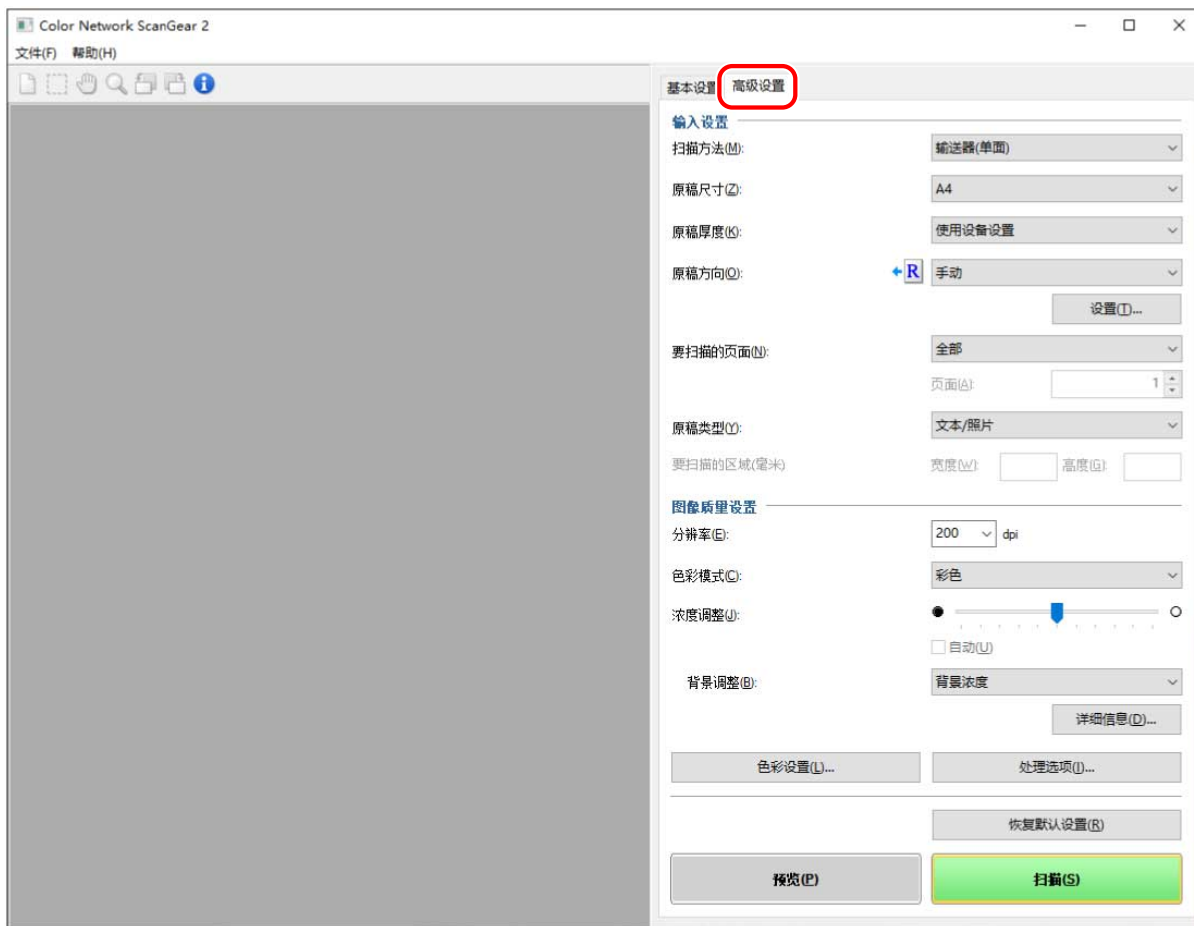 Color Network ScanGear 2
文件(F) 帮助(H)
基本设置 高级设置
输入设置
扫描方法(M): 输送器(单面)
原稿尺寸(Z): A4
原稿厚度(K): 使用设备设置
原稿方向(O): R 手动
设置(T)...
要扫描的页面(N): 全部
页面(A): 1
原稿类型(Y): 文本/照片
要扫描的区域(毫米) 宽度(W): 高度(G):
图像质量设置
分辨率(E): 200 dpi
色彩模式(C): 彩色
浓度调整(J):
自动(U)
背景调整(B): 背景浓度
详细信息(D)...
色彩设置(L)... 处理选项(I)...
恢复默认设置(R)
预览(P) 扫描(S)